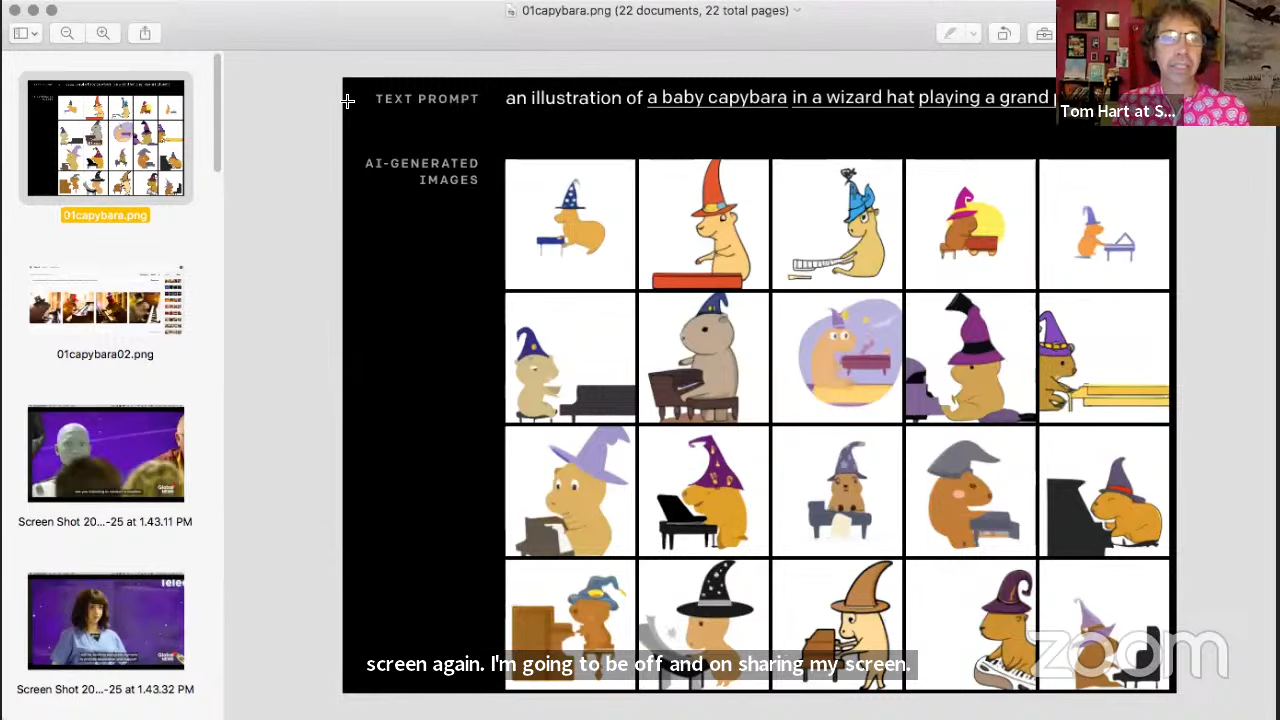 01capybara.png (22 documents, 22 total pages)
TEXT PROMPT
an illustration of a baby capybara in a wizard hat playing a grand p
Tom Hart at S...
AI-GENERATED
IMAGES
01capybara.png
01capybara02.png
Screen Shot 20...-25 at 1.43.11 PM
Screen Shot 20...-25 at 1.43.32 PM
screen again. I'm going to be off and on sharing my screen.
zoom